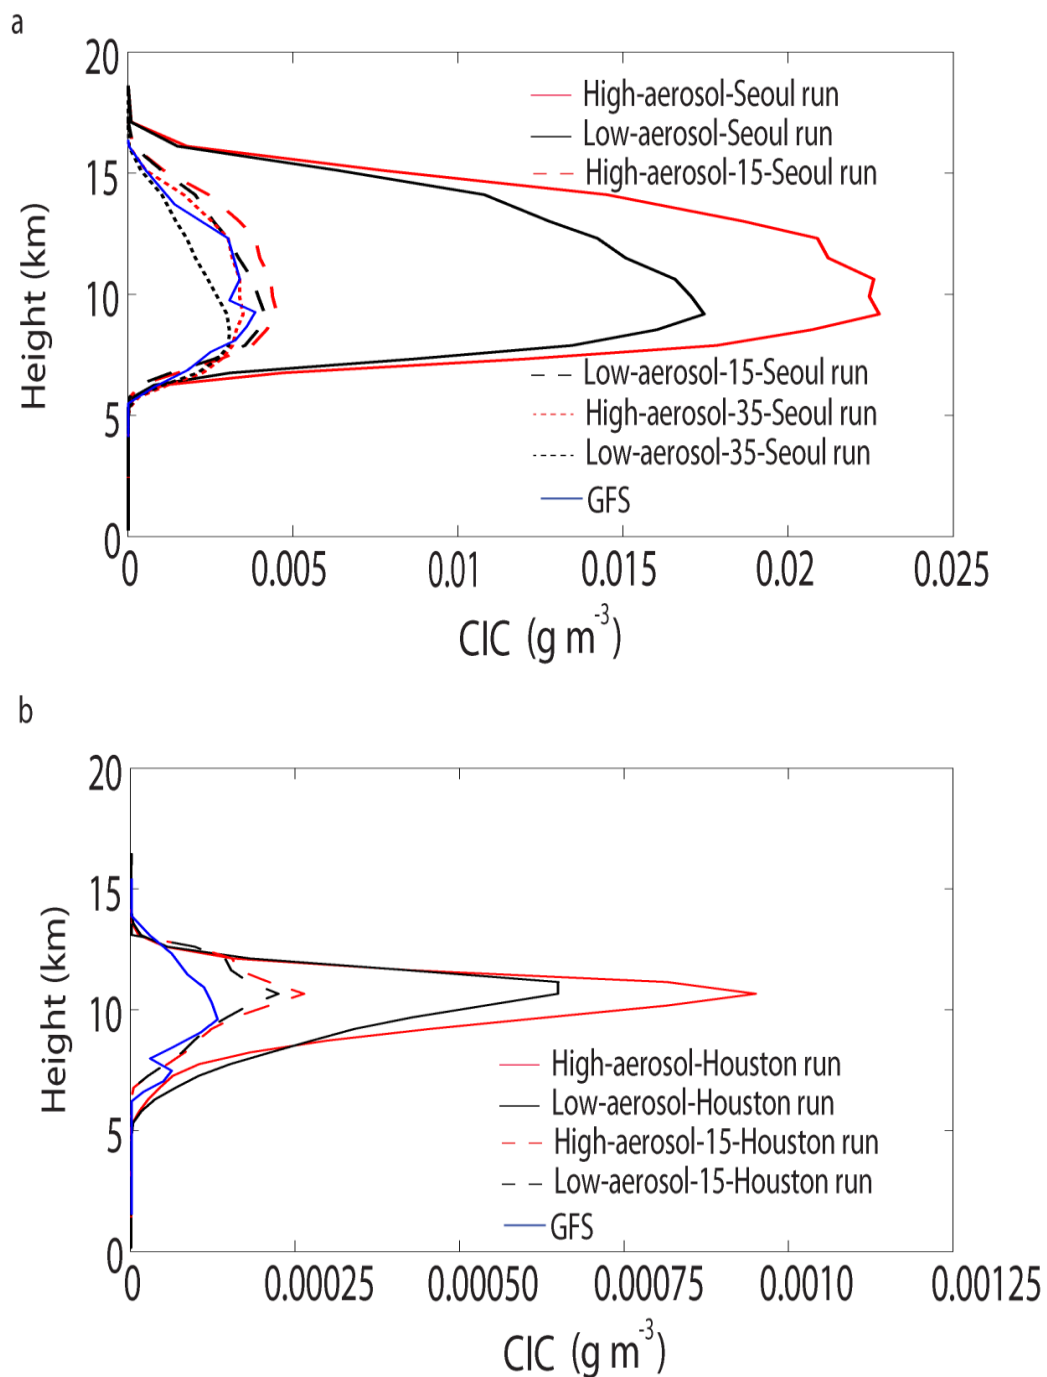 a
20
High-aerosol-Seoul run
Low-aerosol-Seoul run
15
High-aerosol-15-Seoul run
Height (km)
10
Low-aerosol-15-Seoul run
5
High-aerosol-35-Seoul run
Low-aerosol-35-Seoul run
GFS
0
0 0.005 0.01 0.015 0.02 0.025
CIC (g m⁻³)
b
20
15
Height (km)
10
High-aerosol-Houston run
Low-aerosol-Houston run
5
High-aerosol-15-Houston run
Low-aerosol-15-Houston run
GFS
0
0 0.00025 0.00050 0.00075 0.0010 0.00125
CIC (g m⁻³)